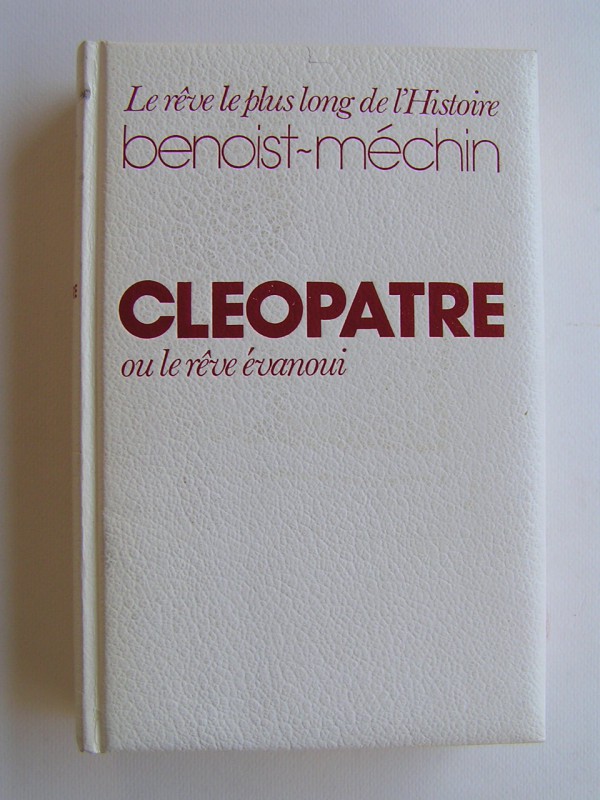 Le rêve le plus long de l'Histoire
benoist~méchin
CLEOPATRE
ou le rêve évanoui